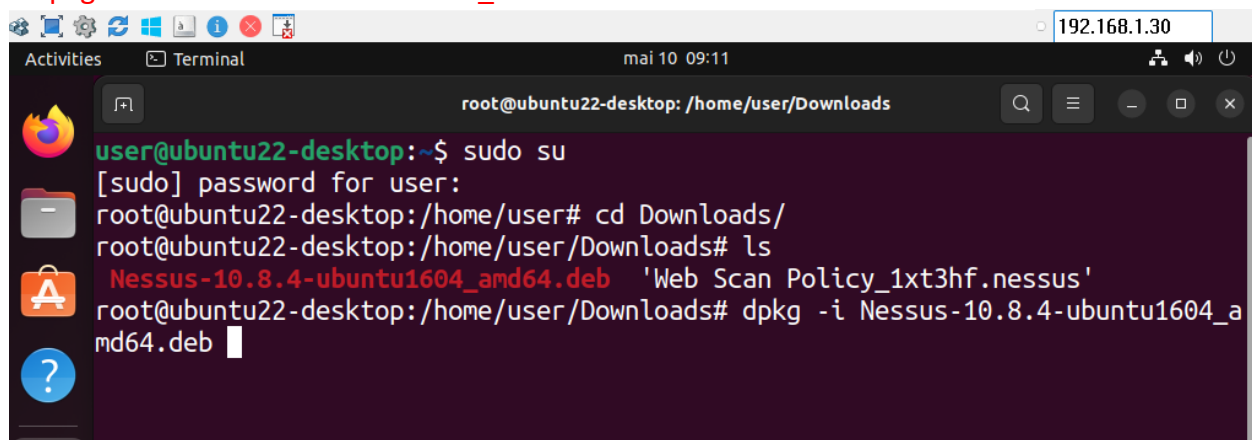 192.168.1.30
Activities Terminal mai 10 09:11
root@ubuntu22-desktop: /home/user/Downloads
user@ubuntu22-desktop:~$ sudo su
[sudo] password for user:
root@ubuntu22-desktop:/home/user# cd Downloads/
root@ubuntu22-desktop:/home/user/Downloads# ls
Nessus-10.8.4-ubuntu1604_amd64.deb 'Web Scan Policy_1xt3hf.nessus'
root@ubuntu22-desktop:/home/user/Downloads# dpkg -i Nessus-10.8.4-ubuntu1604_a
md64.deb